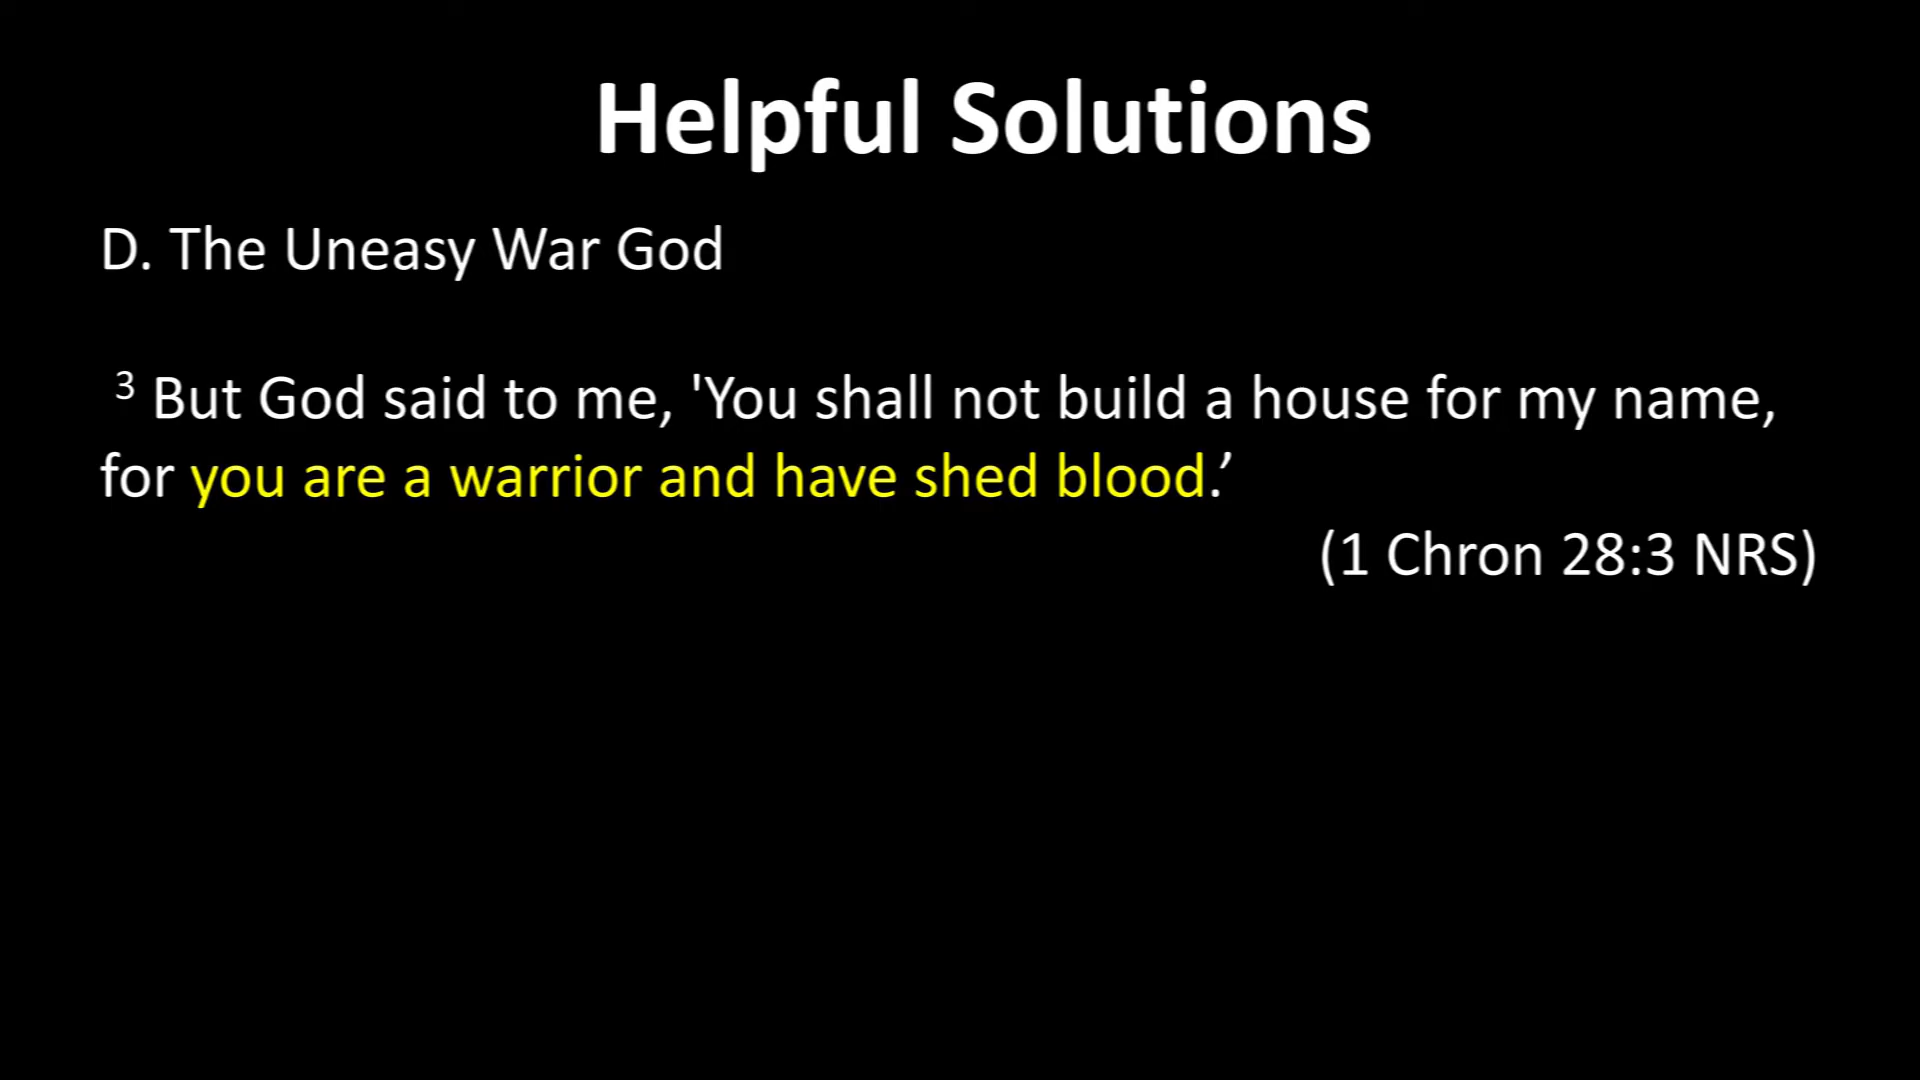 Helpful Solutions
D. The Uneasy War God
3 But God said to me, 'You shall not build a house for my name,
for you are a warrior and have shed blood.’
(1 Chron 28:3 NRS)